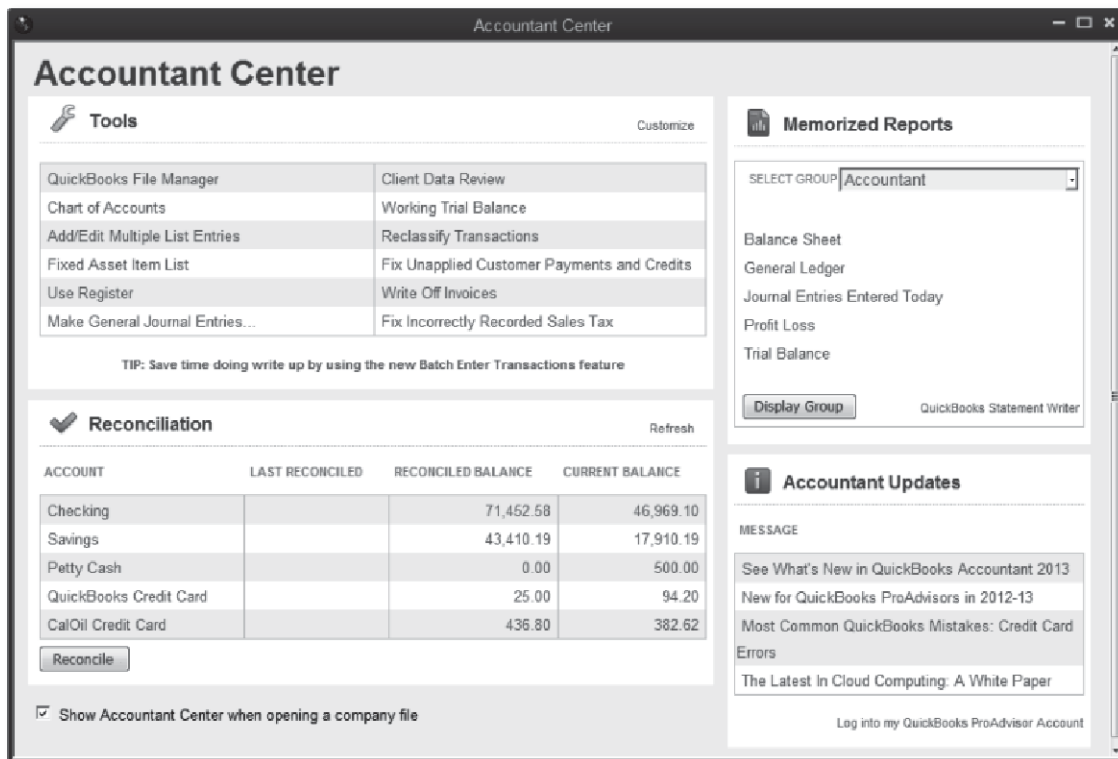 Accountant Center
Accountant Center
Tools
Customize
QuickBooks File Manager Client Data Review
Chart of Accounts Working Trial Balance
Add/Edit Multiple List Entries Reclassify Transactions
Fixed Asset Item List Fix Unapplied Customer Payments and Credits
Use Register Write Off Invoices
Make General Journal Entries... Fix Incorrectly Recorded Sales Tax
TIP: Save time doing write up by using the new Batch Enter Transactions feature
Reconciliation
Refresh
ACCOUNT LAST RECONCILED RECONCILED BALANCE CURRENT BALANCE
Checking 71,452.58 46,969.10
Savings 43,410.19 17,910.19
Petty Cash 0.00 500.00
QuickBooks Credit Card 25.00 94.20
CalOil Credit Card 436.80 382.62
Reconcile
Show Accountant Center when opening a company file
Memorized Reports
SELECT GROUP Accountant
Balance Sheet
General Ledger
Journal Entries Entered Today
Profit Loss
Trial Balance
Display Group QuickBooks Statement Writer
Accountant Updates
MESSAGE
See What's New in QuickBooks Accountant 2013
New for QuickBooks ProAdvisors in 2012-13
Most Common QuickBooks Mistakes: Credit Card
Errors
The Latest In Cloud Computing: A White Paper
Log into my QuickBooks ProAdvisor Account